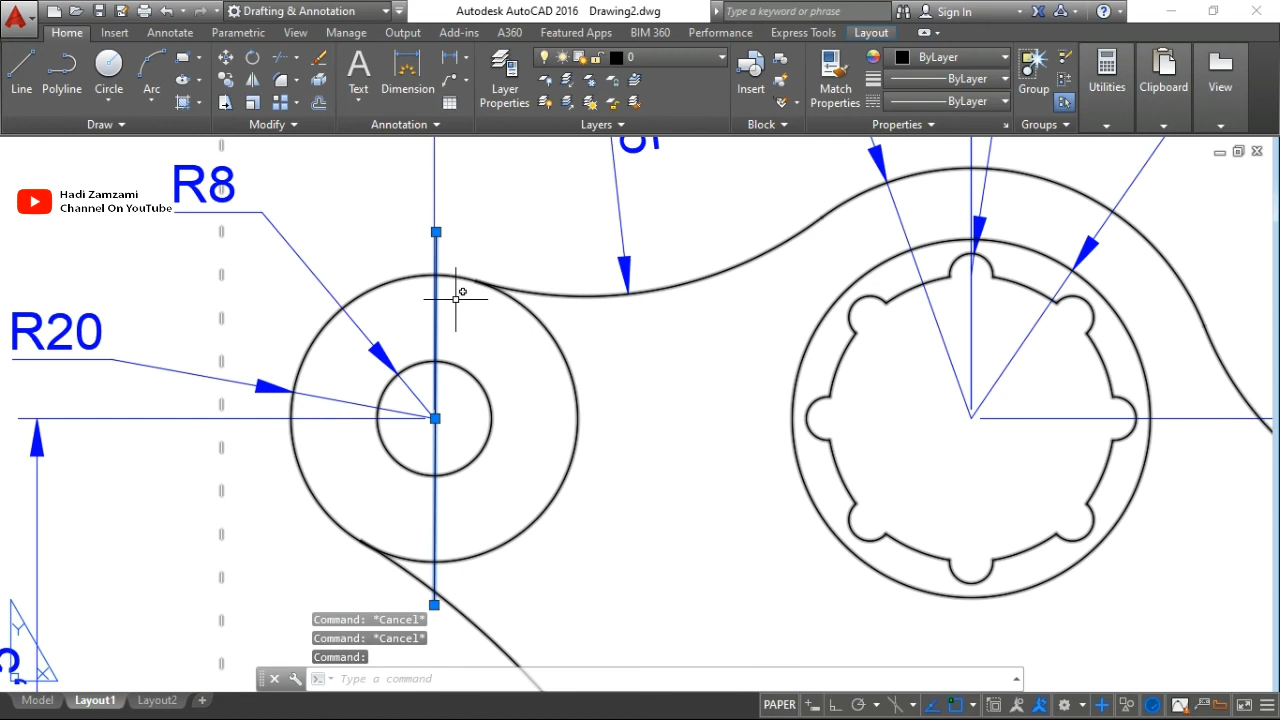 Drafting & Annotation
Autodesk AutoCAD 2016 Drawing2.dwg
Type a keyword or phrase
Sign In
Home Insert Annotate Parametric View Manage Output Add-ins A360 Featured Apps BIM 360 Performance Express Tools Layout
Line Polyline Circle Arc
Text Dimension
Layer Properties
0
Insert
Match Properties
ByLayer
ByLayer
ByLayer
Group
Utilities Clipboard View
Draw Modify Annotation Layers Block Properties Groups
Hadi Zamzami
Channel On YouTube
R8
R20
Y
X
Command: *Cancel*
Command: *Cancel*
Command:
Type a command
Model Layout1 Layout2 +
PAPER